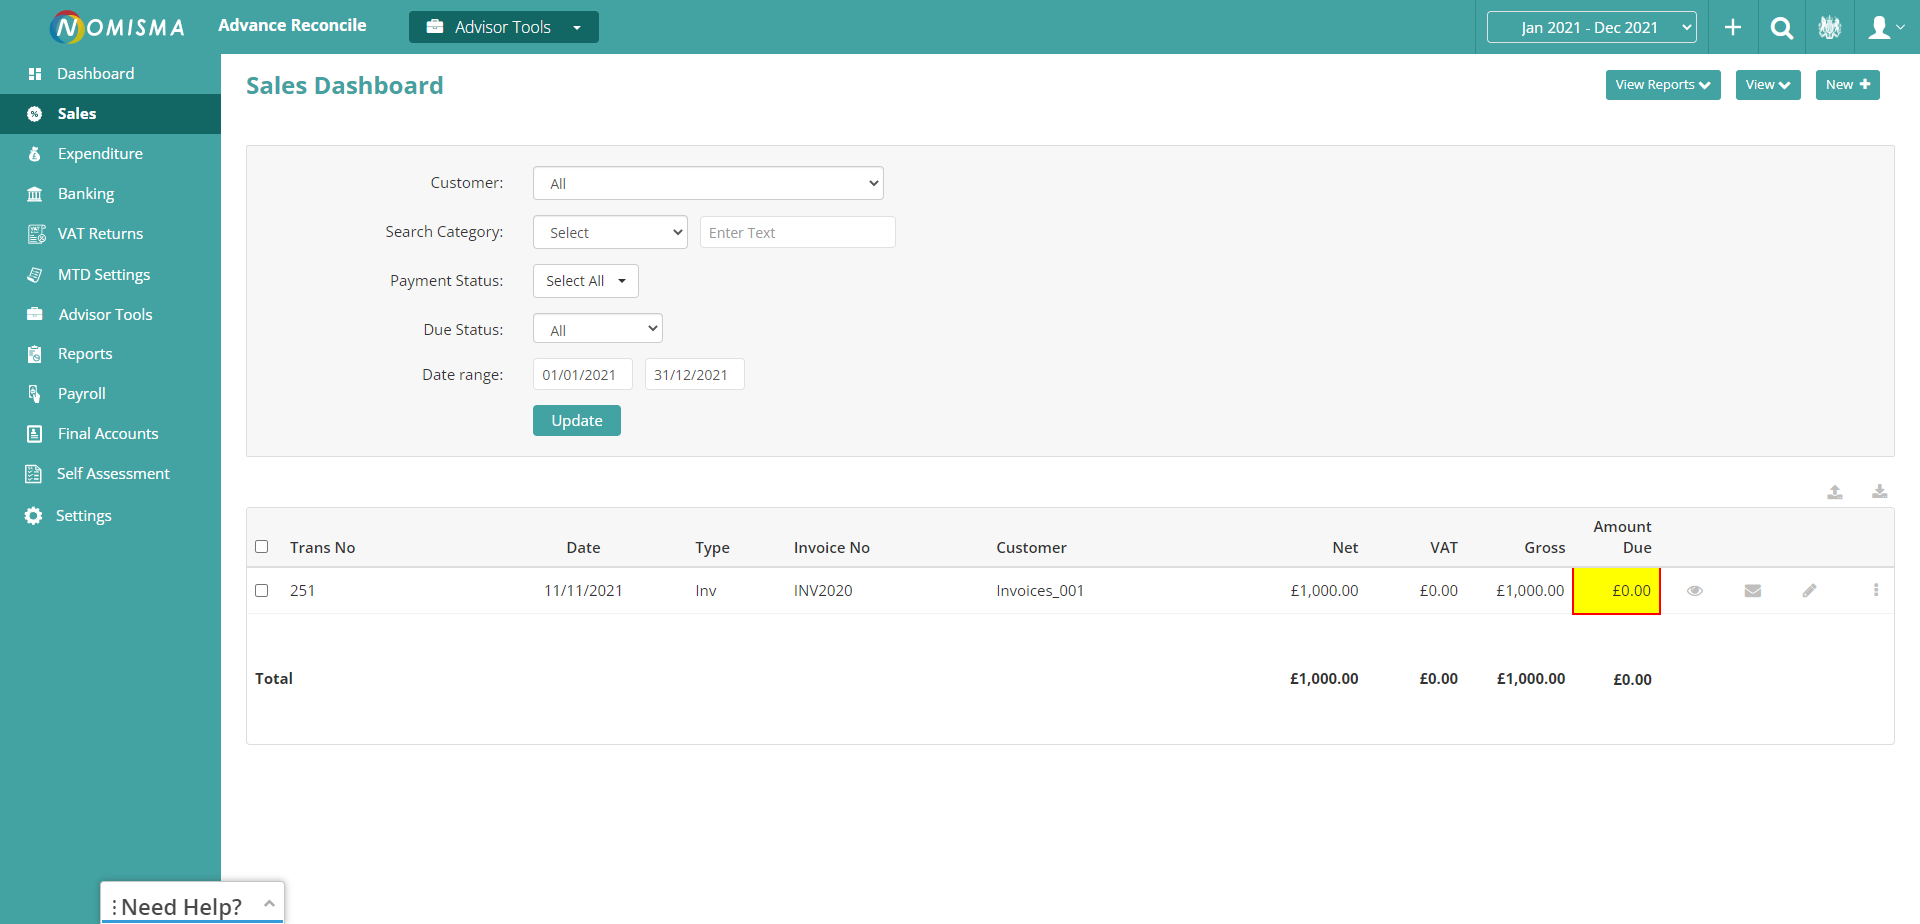 NOMISMA
Advance Reconcile
Advisor Tools
Jan 2021 - Dec 2021
Dashboard
Sales
Expenditure
Banking
VAT Returns
MTD Settings
Advisor Tools
Reports
Payroll
Final Accounts
Self Assessment
Settings
Sales Dashboard
View Reports
View
New
Customer: All
Search Category: Select Enter Text
Payment Status: Select All
Due Status: All
Date range: 01/01/2021 31/12/2021
Update
Trans No Date Type Invoice No Customer Net VAT Gross Amount Due
251 11/11/2021 Inv INV2020 Invoices_001 £1,000.00 £0.00 £1,000.00 £0.00
Total £1,000.00 £0.00 £1,000.00 £0.00
Need Help?